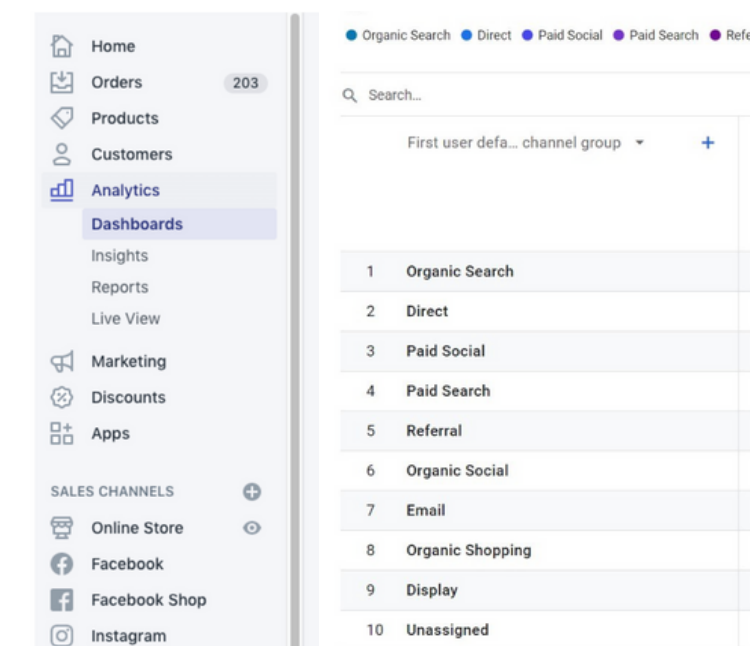 Home
Orders 203
Products
Customers
Analytics
Dashboards
Insights
Reports
Live View
Marketing
Discounts
Apps
SALES CHANNELS
Online Store
Facebook
Facebook Shop
Instagram
Organic Search Direct Paid Social Paid Search Refe
Search...
First user defa... channel group
1 Organic Search
2 Direct
3 Paid Social
4 Paid Search
5 Referral
6 Organic Social
7 Email
8 Organic Shopping
9 Display
10 Unassigned